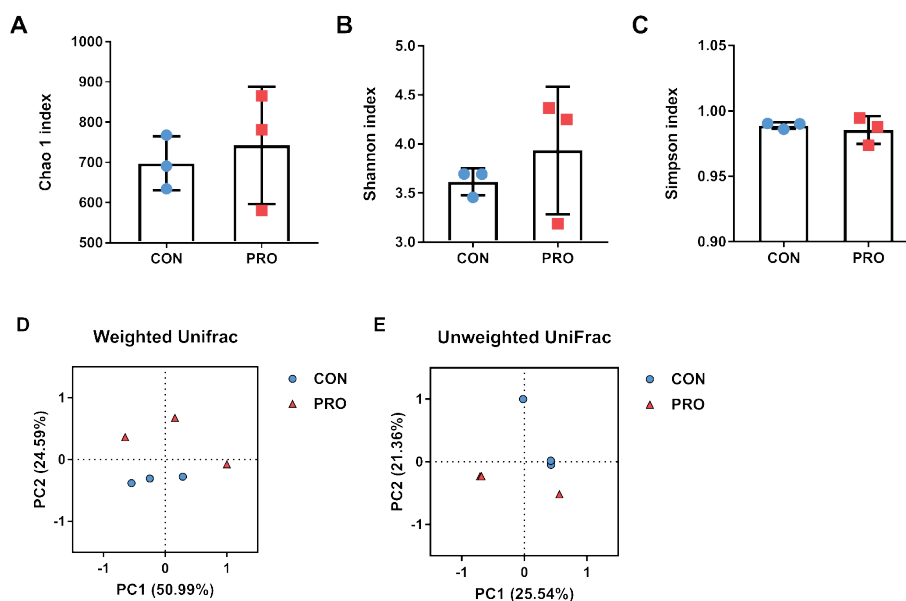 A
Chao 1 index
1000
900
800
700
600
500
CON PRO
B
Shannon index
5.0
4.5
4.0
3.5
3.0
CON PRO
C
Simpson index
1.05
1.00
0.95
0.90
CON PRO
D
Weighted Unifrac
PC2 (24.59%)
1
0
-1
-1 0 1
PC1 (50.99%)
CON
PRO
E
Unweighted UniFrac
PC2 (21.36%)
1
0
-1
-1 0 1
PC1 (25.54%)
CON
PRO